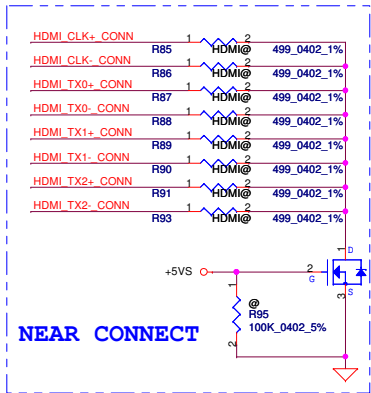 HDMI_CLK+_CONN 1 2
R85 HDMI@ 499_0402_1%
HDMI_CLK-_CONN 1 2
R86 HDMI@ 499_0402_1%
HDMI_TX0+_CONN 1 2
R87 HDMI@ 499_0402_1%
HDMI_TX0-_CONN 1 2
R88 HDMI@ 499_0402_1%
HDMI_TX1+_CONN 1 2
R89 HDMI@ 499_0402_1%
HDMI_TX1-_CONN 1 2
R90 HDMI@ 499_0402_1%
HDMI_TX2+_CONN 1 2
R91 HDMI@ 499_0402_1%
HDMI_TX2-_CONN 1 2
R93 HDMI@ 499_0402_1%
1 D
+5VS 2
G
3 S
1
@
R95
100K_0402_5%
2
NEAR CONNECT